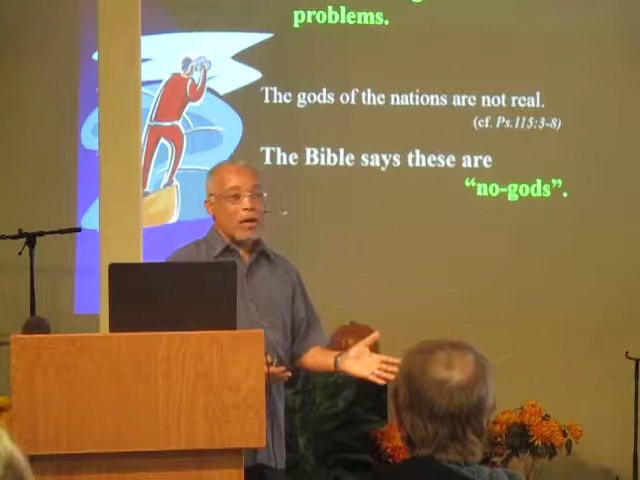 problems.
The gods of the nations are not real.
(cf. Ps.115:3-8)
The Bible says these are
“no-gods”.